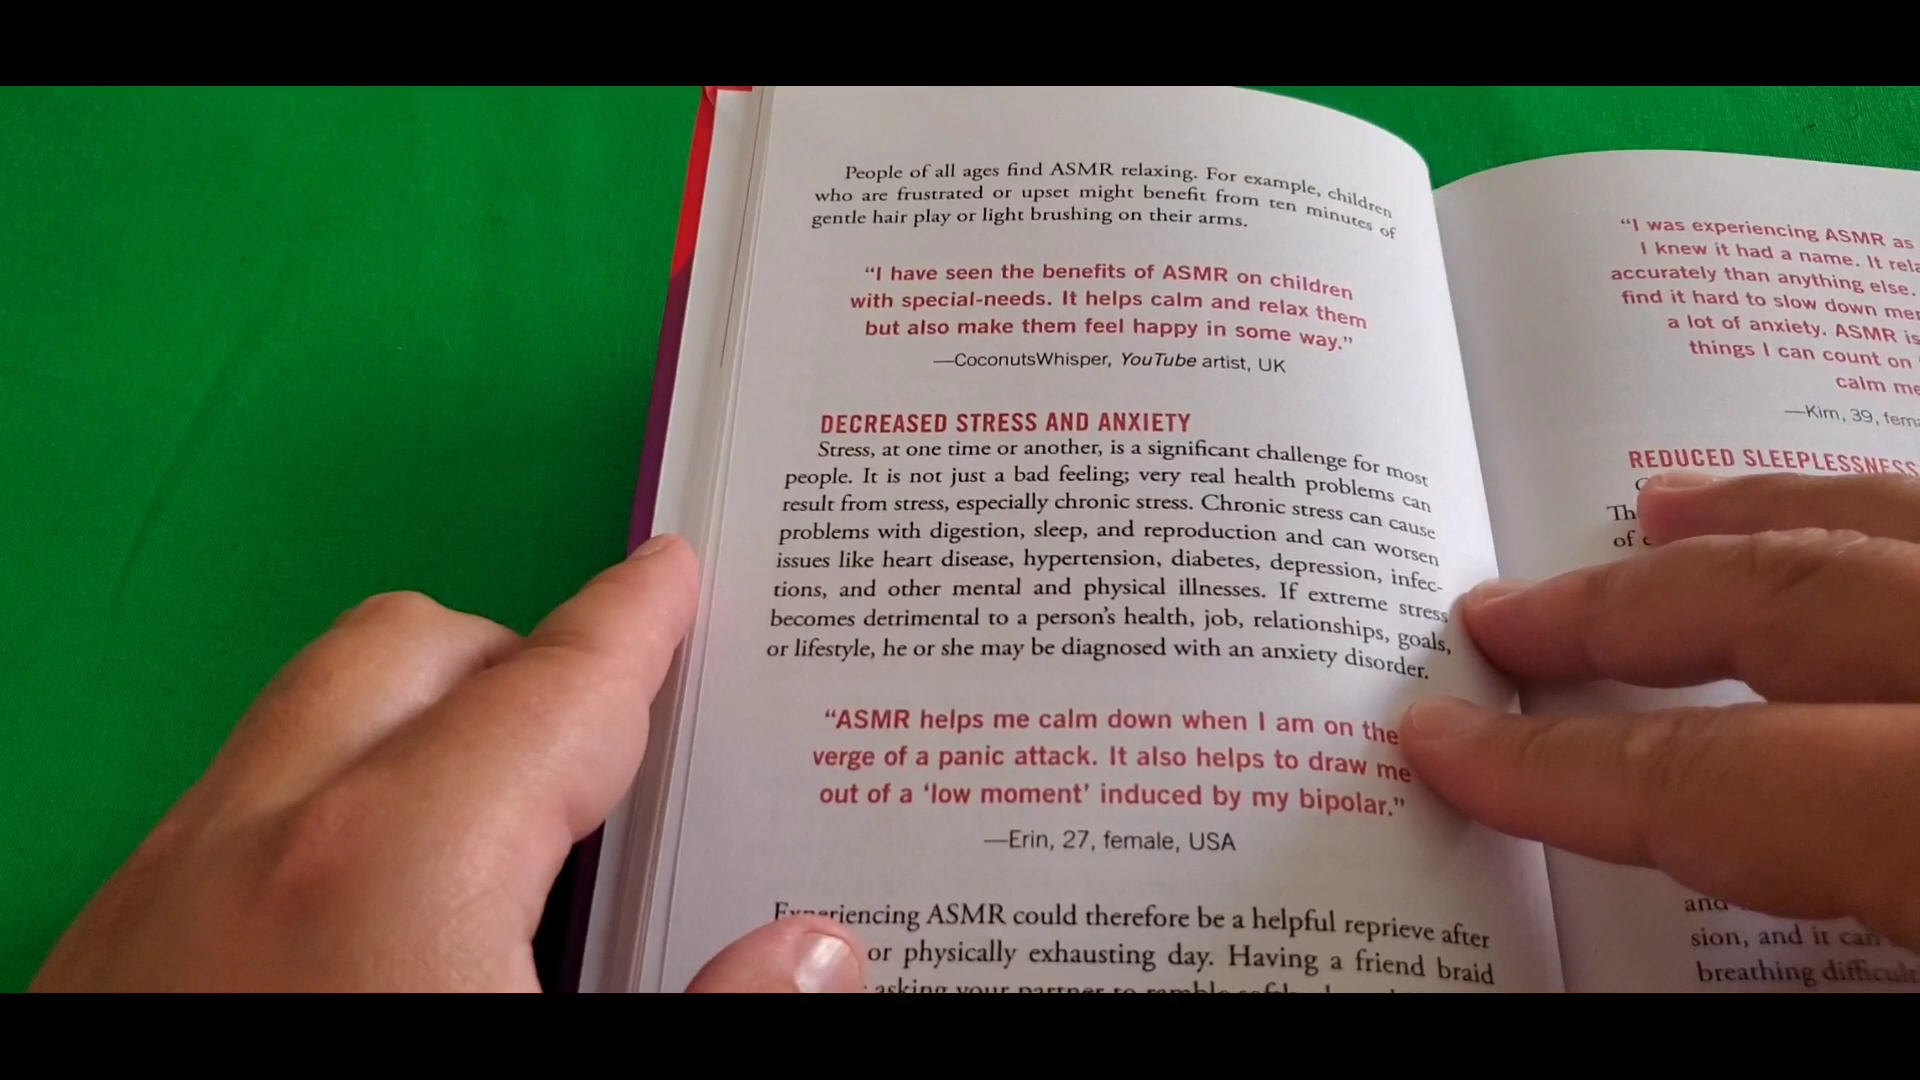 People of all ages find ASMR relaxing. For example, children
who are frustrated or upset might benefit from ten minutes of
gentle hair play or light brushing on their arms.
“I have seen the benefits of ASMR on children
with special-needs. It helps calm and relax them
but also make them feel happy in some way.”
—CoconutsWhisper, YouTube artist, UK
DECREASED STRESS AND ANXIETY
Stress, at one time or another, is a significant challenge for most
people. It is not just a bad feeling; very real health problems can
result from stress, especially chronic stress. Chronic stress can cause
problems with digestion, sleep, and reproduction and can worsen
issues like heart disease, hypertension, diabetes, depression, infec-
tions, and other mental and physical illnesses. If extreme stress
becomes detrimental to a person’s health, job, relationships, goals,
or lifestyle, he or she may be diagnosed with an anxiety disorder.
“ASMR helps me calm down when I am on the
verge of a panic attack. It also helps to draw me
out of a ‘low moment’ induced by my bipolar.”
—Erin, 27, female, USA
Experiencing ASMR could therefore be a helpful reprieve after
or physically exhausting day. Having a friend braid
asking your partner to ramble
“I was experiencing ASMR as
I knew it had a name. It
accurately than anything else.
find it hard to slow down
a lot of anxiety. ASMR is
things I can count on
calm me
—Kim, 39,
REDUCED SLEEPLESSNESS
of
and
sion, and it can
breathing